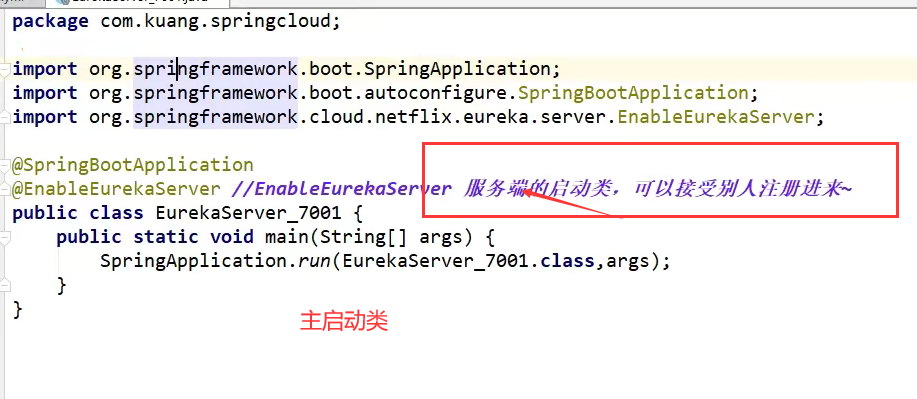 package com.kuang.springcloud;
import org.springframework.boot.SpringApplication;
import org.springframework.boot.autoconfigure.SpringBootApplication;
import org.springframework.cloud.netflix.eureka.server.EnableEurekaServer;
@SpringBootApplication
@EnableEurekaServer //EnableEurekaServer 服务端的启动类，可以接受别人注册进来~
public class EurekaServer_7001 {
public static void main(String[] args) {
SpringApplication.run(EurekaServer_7001.class,args);
}
}
主启动类